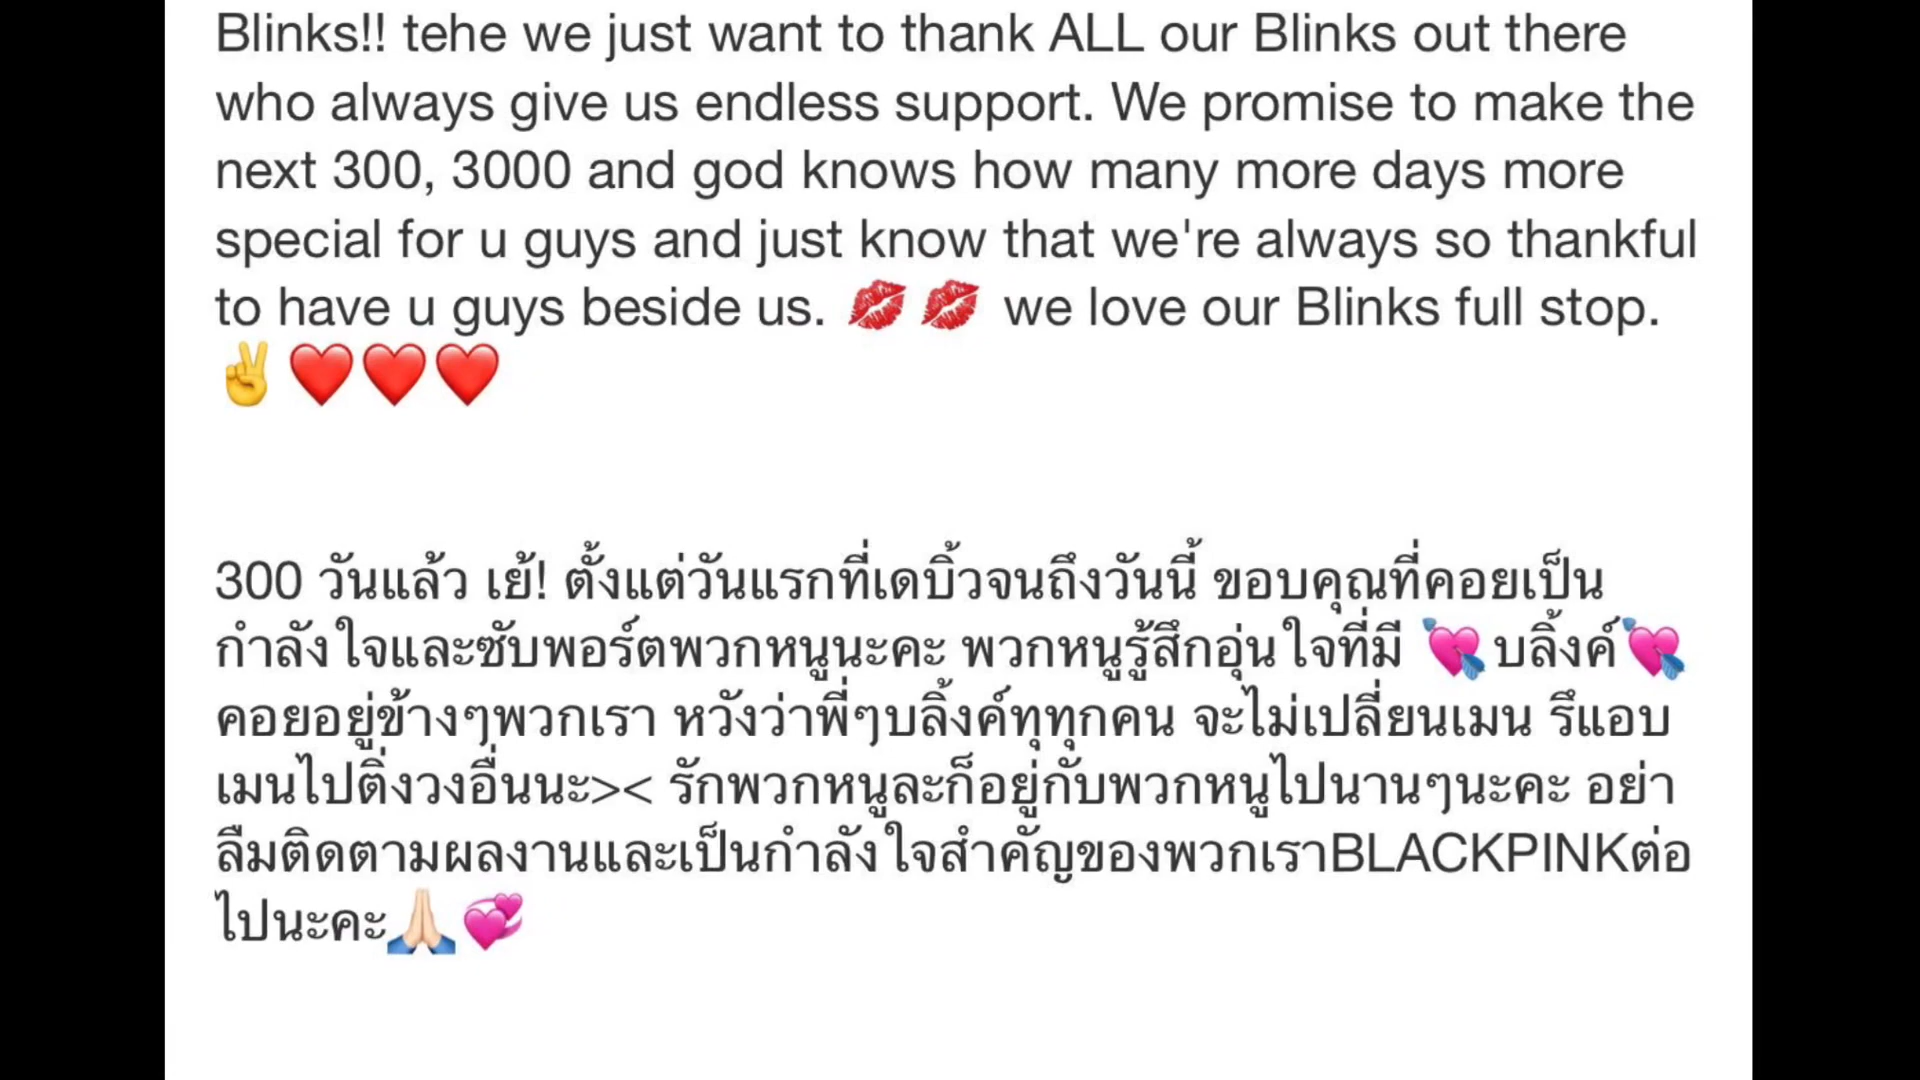 Blinks!! tehe we just want to thank ALL our Blinks out there
who always give us endless support. We promise to make the
next 300, 3000 and god knows how many more days more
special for u guys and just know that we're always so thankful
to have u guys beside us. 💋💋 we love our Blinks full stop.
✌️❤️❤️❤️
300 วันแล้ว เย้! ตั้งแต่วันแรกที่เดบิ้วจนถึงวันนี้ ขอบคุณที่คอยเป็น
กำลังใจและซับพอร์ตพวกหนูนะคะ พวกหนูรู้สึกอุ่นใจที่มี 💘บลิ้งค์💘
คอยอยู่ข้างๆพวกเรา หวังว่าพี่ๆบลิ้งค์ทุทุกคน จะไม่เปลี่ยนเมน รึแอบ
เมนไปติ่งวงอื่นนะ>< รักพวกหนูละก็อยู่กับพวกหนูไปนานๆนะคะ อย่า
ลืมติดตามผลงานและเป็นกำลังใจสำคัญของพวกเราBLACKPINKต่อ
ไปนะคะ🙏🏻💞